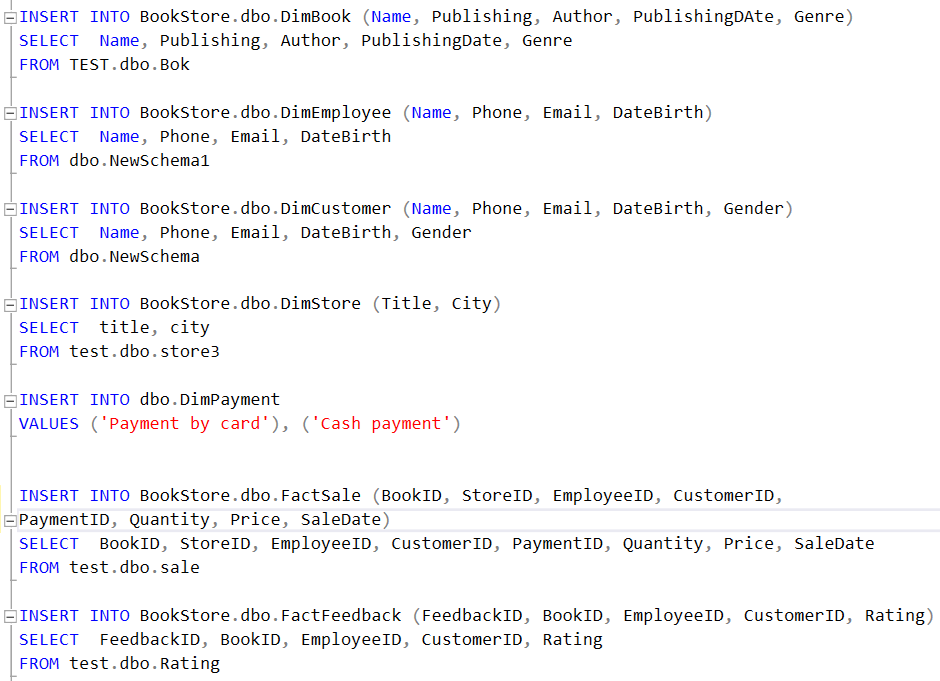 INSERT INTO BookStore.dbo.DimBook (Name, Publishing, Author, PublishingDAte, Genre)
SELECT  Name, Publishing, Author, PublishingDate, Genre
FROM TEST.dbo.Bok
INSERT INTO BookStore.dbo.DimEmployee (Name, Phone, Email, DateBirth)
SELECT  Name, Phone, Email, DateBirth
FROM dbo.NewSchema1
INSERT INTO BookStore.dbo.DimCustomer (Name, Phone, Email, DateBirth, Gender)
SELECT  Name, Phone, Email, DateBirth, Gender
FROM dbo.NewSchema
INSERT INTO BookStore.dbo.DimStore (Title, City)
SELECT  title, city
FROM test.dbo.store3
INSERT INTO dbo.DimPayment
VALUES ('Payment by card'), ('Cash payment')
INSERT INTO BookStore.dbo.FactSale (BookID, StoreID, EmployeeID, CustomerID,
PaymentID, Quantity, Price, SaleDate)
SELECT  BookID, StoreID, EmployeeID, CustomerID, PaymentID, Quantity, Price, SaleDate
FROM test.dbo.sale
INSERT INTO BookStore.dbo.FactFeedback (FeedbackID, BookID, EmployeeID, CustomerID, Rating)
SELECT  FeedbackID, BookID, EmployeeID, CustomerID, Rating
FROM test.dbo.Rating